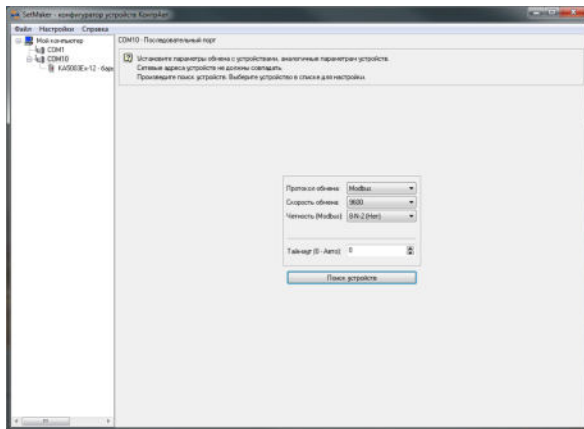 SetMaker - конфигуратор устройств КомпАет
Файл Настройки Справка
Мой компьютер
COM1
COM10
KA5003Ex-12 - бар
COM10 - Последовательный порт
Установите параметры обмена с устройствами, аналогичные параметрам устройств.
Сетевые адреса устройств не должны совпадать.
Произведите поиск устройств. Выберите устройство в списке для настройки.
Протокол обмена: Modbus
Скорость обмена: 9600
Четность (Modbus): 8-N-2 (Нет)
Таймаут (0 - Авто): 0
Поиск устройств